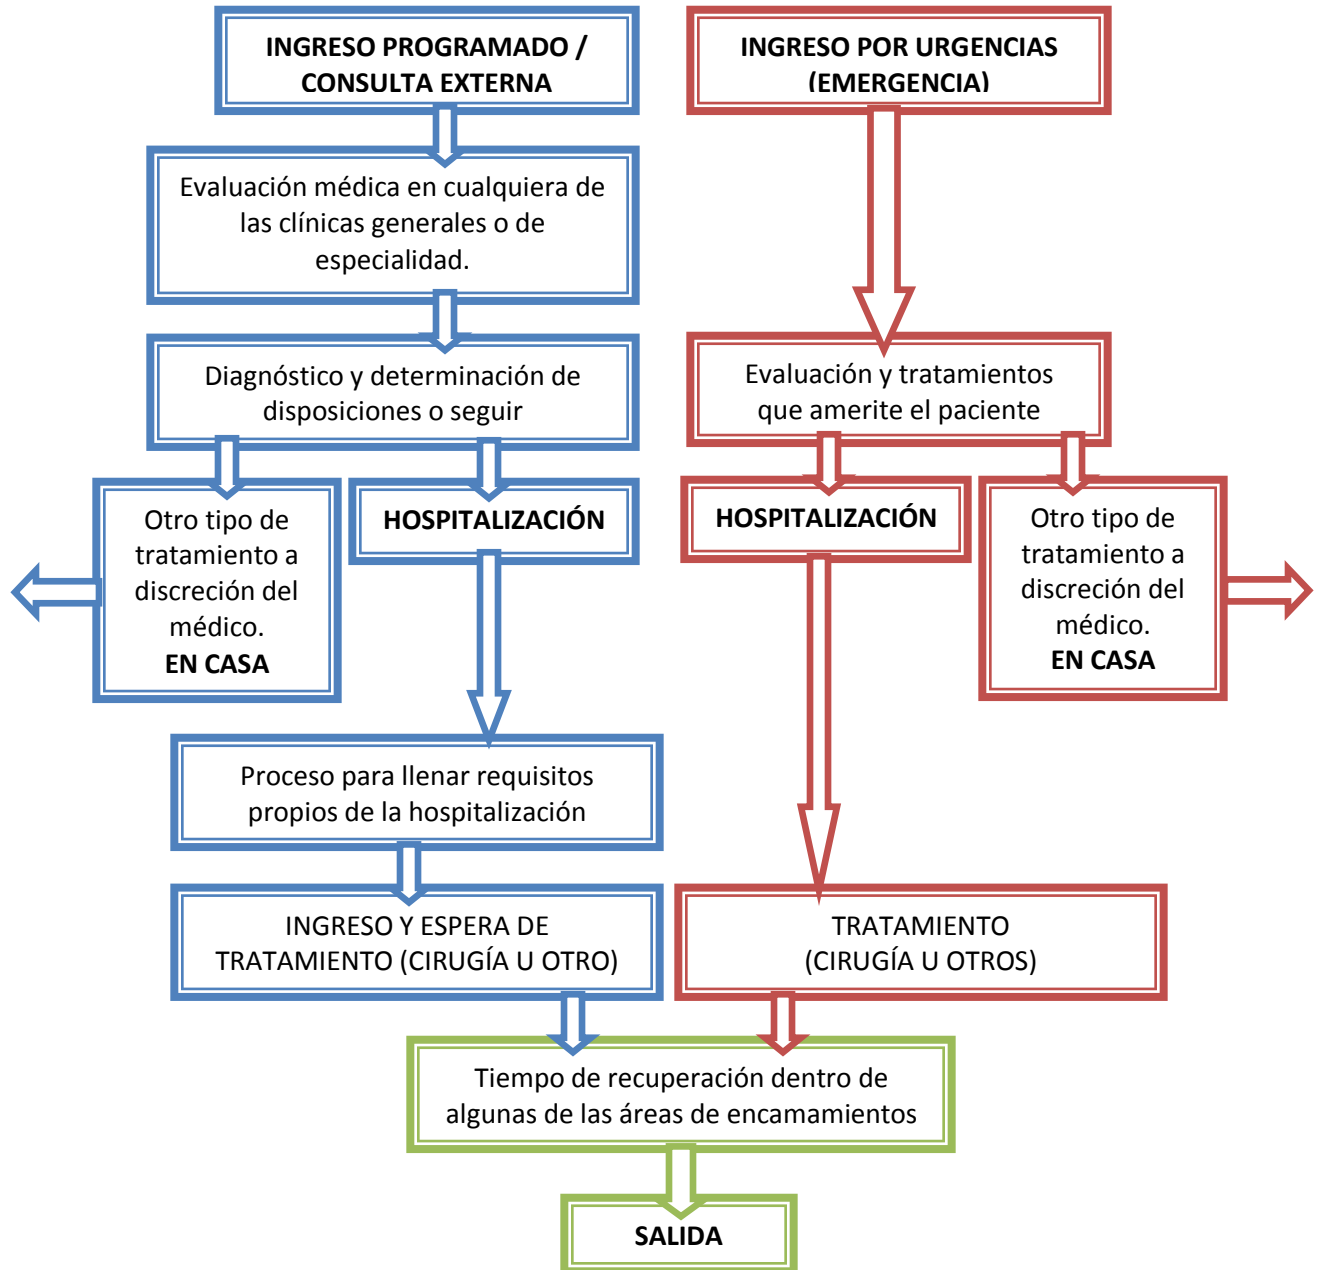 INGRESO PROGRAMADO /
CONSULTA EXTERNA
INGRESO POR URGENCIAS
(EMERGENCIA)
Evaluación médica en cualquiera de
las clínicas generales o de
especialidad.
Diagnóstico y determinación de
disposiciones o seguir
Evaluación y tratamientos
que amerite el paciente
Otro tipo de
tratamiento a
discreción del
médico.
EN CASA
HOSPITALIZACIÓN
HOSPITALIZACIÓN
Otro tipo de
tratamiento a
discreción del
médico.
EN CASA
Proceso para llenar requisitos
propios de la hospitalización
INGRESO Y ESPERA DE
TRATAMIENTO (CIRUGÍA U OTRO)
TRATAMIENTO
(CIRUGÍA U OTROS)
Tiempo de recuperación dentro de
algunas de las áreas de encamamientos
SALIDA